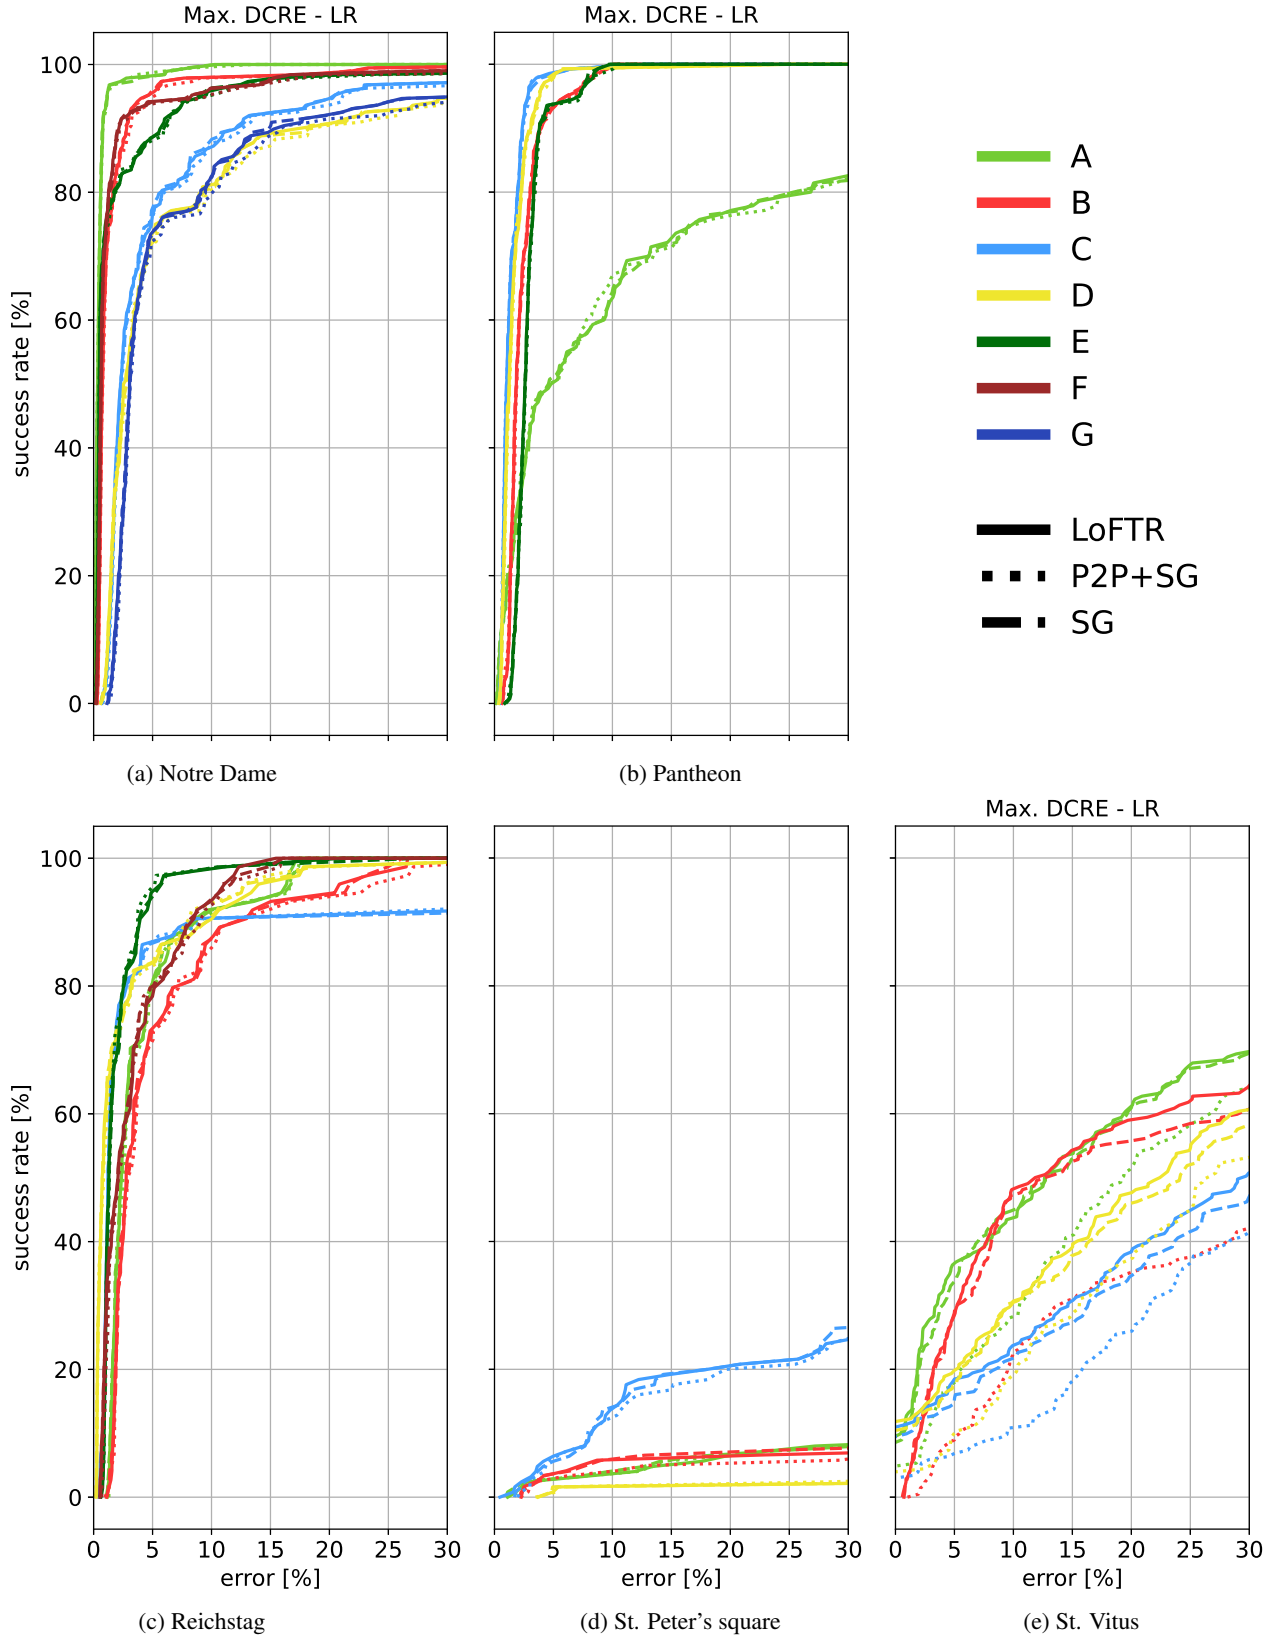 Max. DCRE - LR
Max. DCRE - LR
100
80
60
40
20
0
success rate [%]
A
B
C
D
E
F
G
LoFTR
P2P+SG
SG
(a) Notre Dame
(b) Pantheon
Max. DCRE - LR
100
80
60
40
20
0
success rate [%]
0 5 10 15 20 25 30
0 5 10 15 20 25 30
0 5 10 15 20 25 30
error [%]
error [%]
error [%]
(c) Reichstag
(d) St. Peter's square
(e) St. Vitus